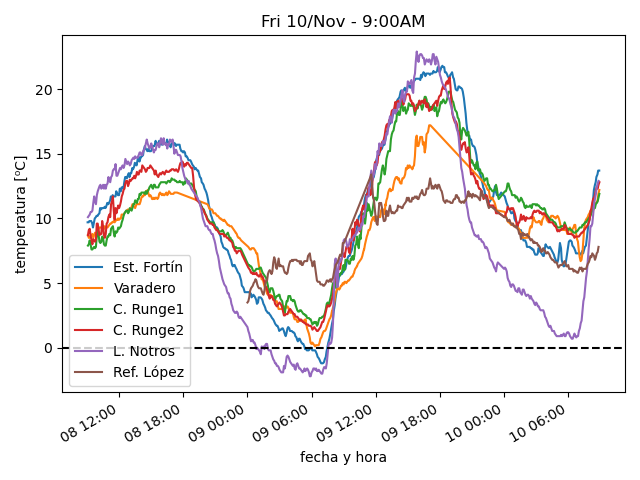 Fri 10/Nov - 9:00AM
temperatura [ºC]
20
15
10
5
0
Est. Fortín
Varadero
C. Runge1
C. Runge2
L. Notros
Ref. López
08 12:00
08 18:00
09 00:00
09 06:00
09 12:00
09 18:00
10 00:00
10 06:00
fecha y hora